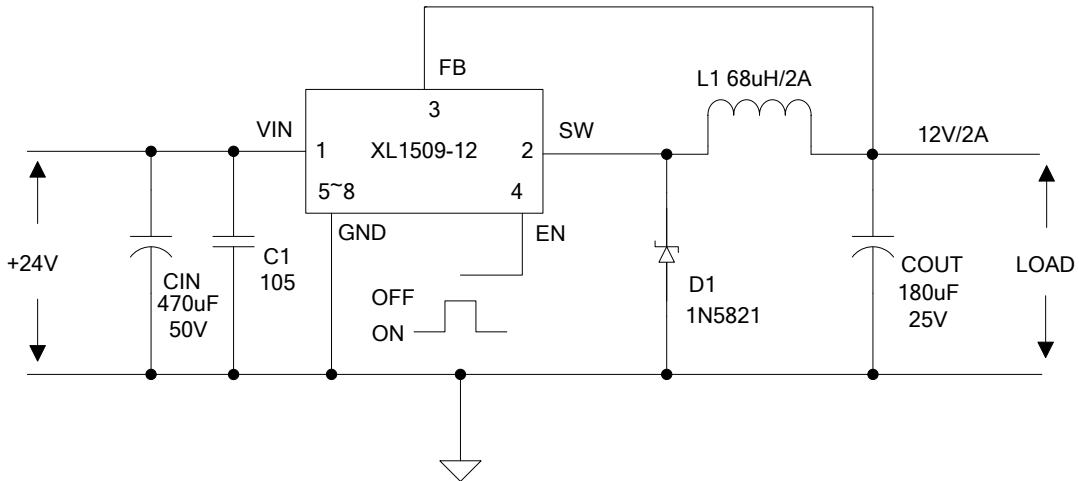 FB
L1 68uH/2A
3
VIN
SW
12V/2A
1
XL1509-12
2
5~8
4
GND
EN
+24V
C1
105
CIN
470uF
50V
OFF
ON
D1
1N5821
COUT
180uF
25V
LOAD